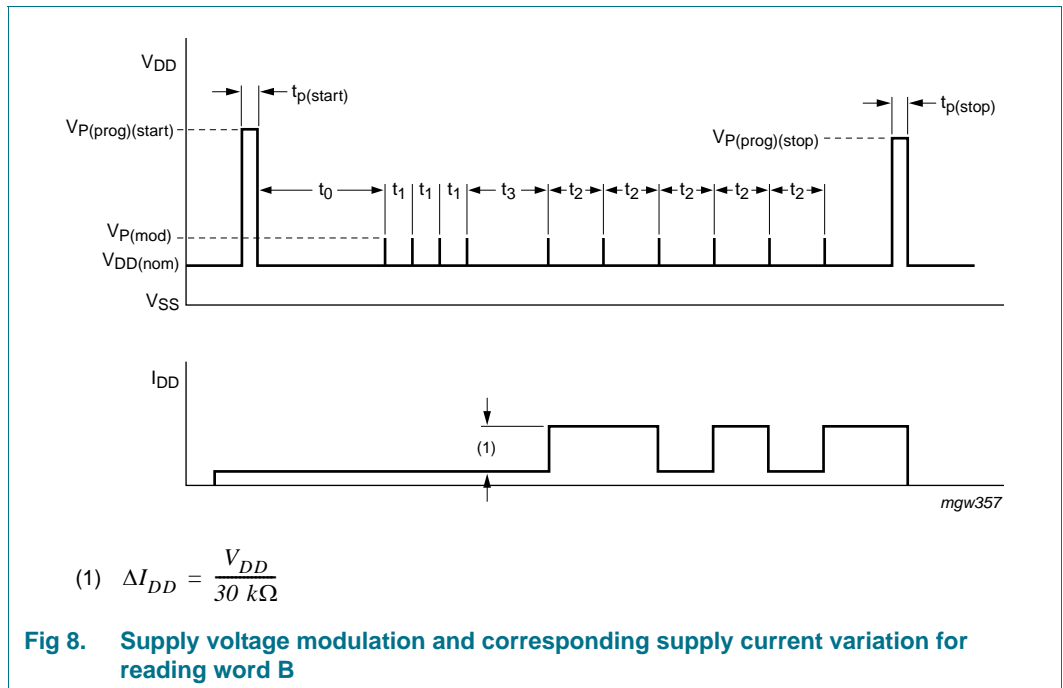 VDD
tp(start)
tp(stop)
VP(prog)(start)
VP(prog)(stop)
t0 t1 t1 t1 t3 t2 t2 t2 t2 t2
VP(mod)
VDD(nom)
VSS
IDD
(1)
mgw357
(1) ΔIDD = VDD / 30 kΩ
Fig 8. Supply voltage modulation and corresponding supply current variation for
reading word B